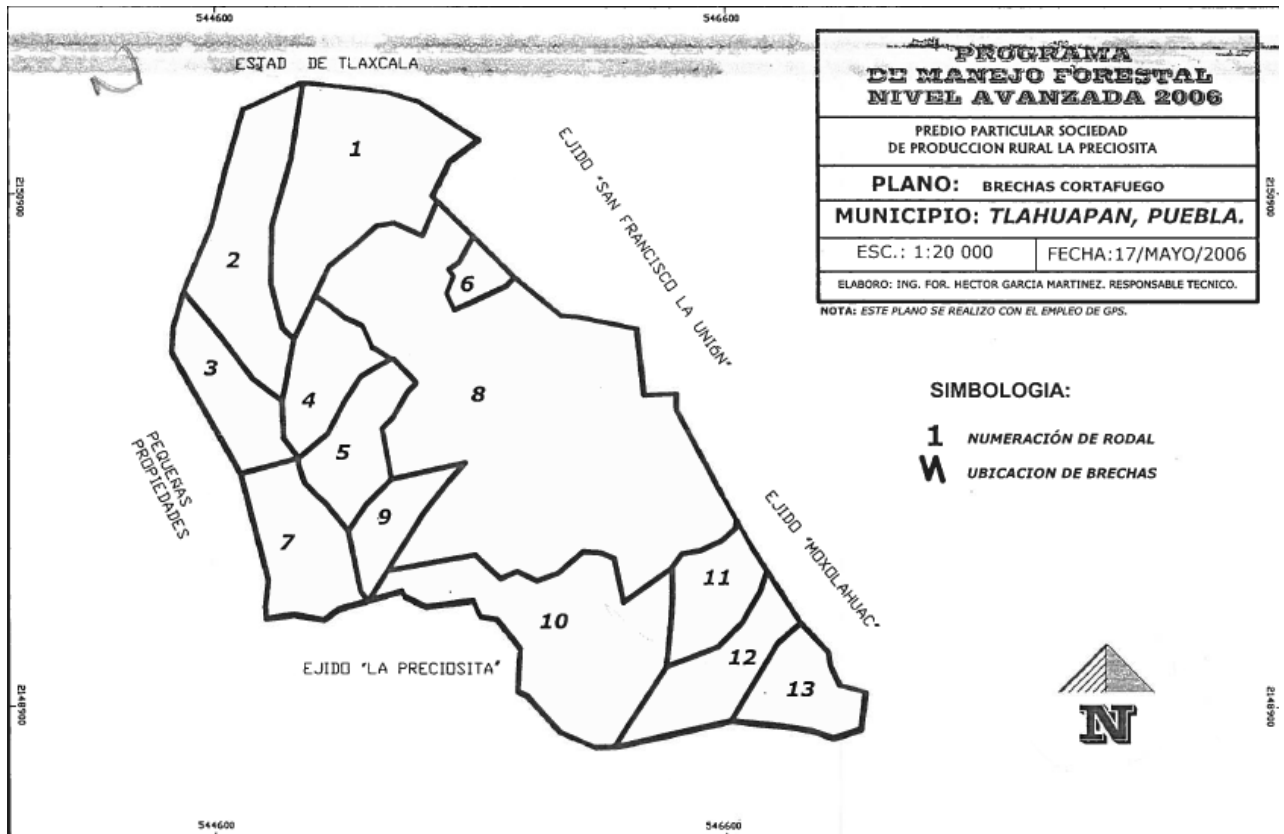 544600
546600
ESTAD DE TLAXCALA
PROGRAMA
DE MANEJO FORESTAL
NIVEL AVANZADA 2006
PREDIO PARTICULAR SOCIEDAD
DE PRODUCCION RURAL LA PRECIOSITA
PLANO: BRECHAS CORTAFUEGO
MUNICIPIO: TLAHUAPAN, PUEBLA.
ESC.: 1:20 000
FECHA:17/MAYO/2006
ELABORO: ING. FOR. HECTOR GARCIA MARTINEZ. RESPONSABLE TECNICO.
NOTA: ESTE PLANO SE REALIZO CON EL EMPLEO DE GPS.
2150900
2150900
EJIDO "SAN FRANCISCO LA UNIÓN"
1
2
6
3
4
8
5
SIMBOLOGIA:
1 NUMERACIÓN DE RODAL
UBICACION DE BRECHAS
PEQUEÑAS
PROPIEDADES
9
7
EJIDO "MOXOLAHUAC"
11
10
12
13
EJIDO "LA PRECIOSITA"
N
2148900
2148900
544600
546600